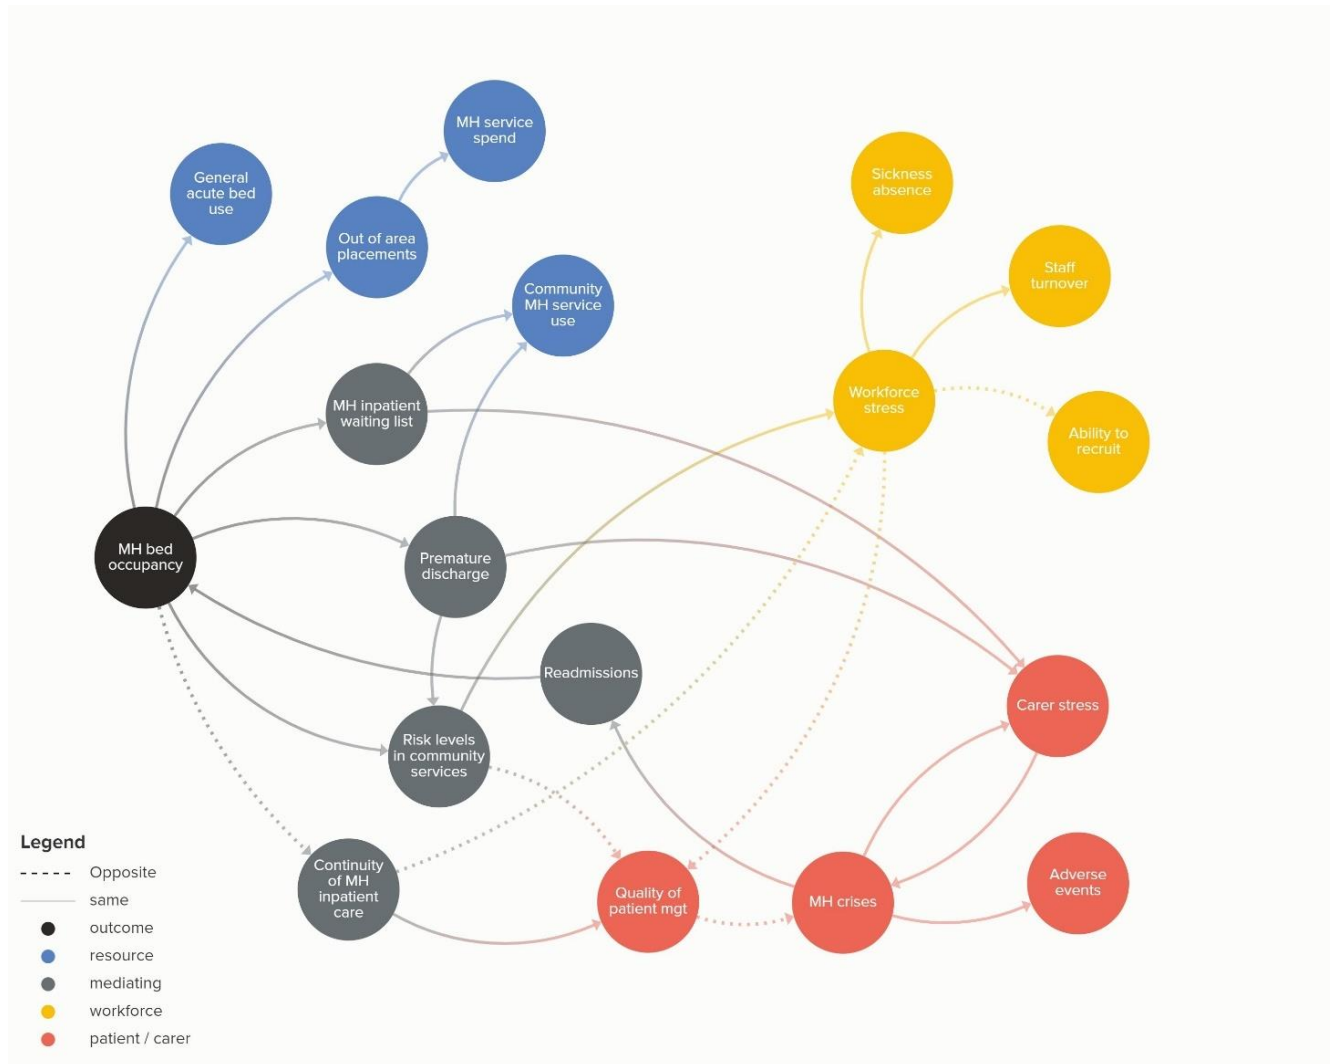 MH service
spend
General
acute bed
use
Out of area
placements
Community
MH service
use
Sickness
absence
Staff
turnover
MH inpatient
waiting list
Workforce
stress
Ability to
recruit
MH bed
occupancy
Premature
discharge
Readmissions
Carer stress
Risk levels
in community
services
Continuity
of MH
inpatient
care
Quality of
patient mgt
MH crises
Adverse
events
Legend
Opposite
same
outcome
resource
mediating
workforce
patient / carer